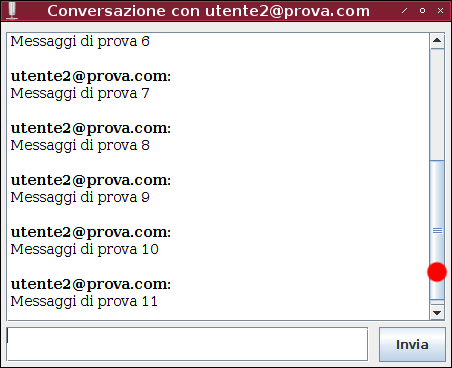 Conversazione con utente2@prova.com
Messaggi di prova 6
utente2@prova.com:
Messaggi di prova 7
utente2@prova.com:
Messaggi di prova 8
utente2@prova.com:
Messaggi di prova 9
utente2@prova.com:
Messaggi di prova 10
utente2@prova.com:
Messaggi di prova 11
Invia